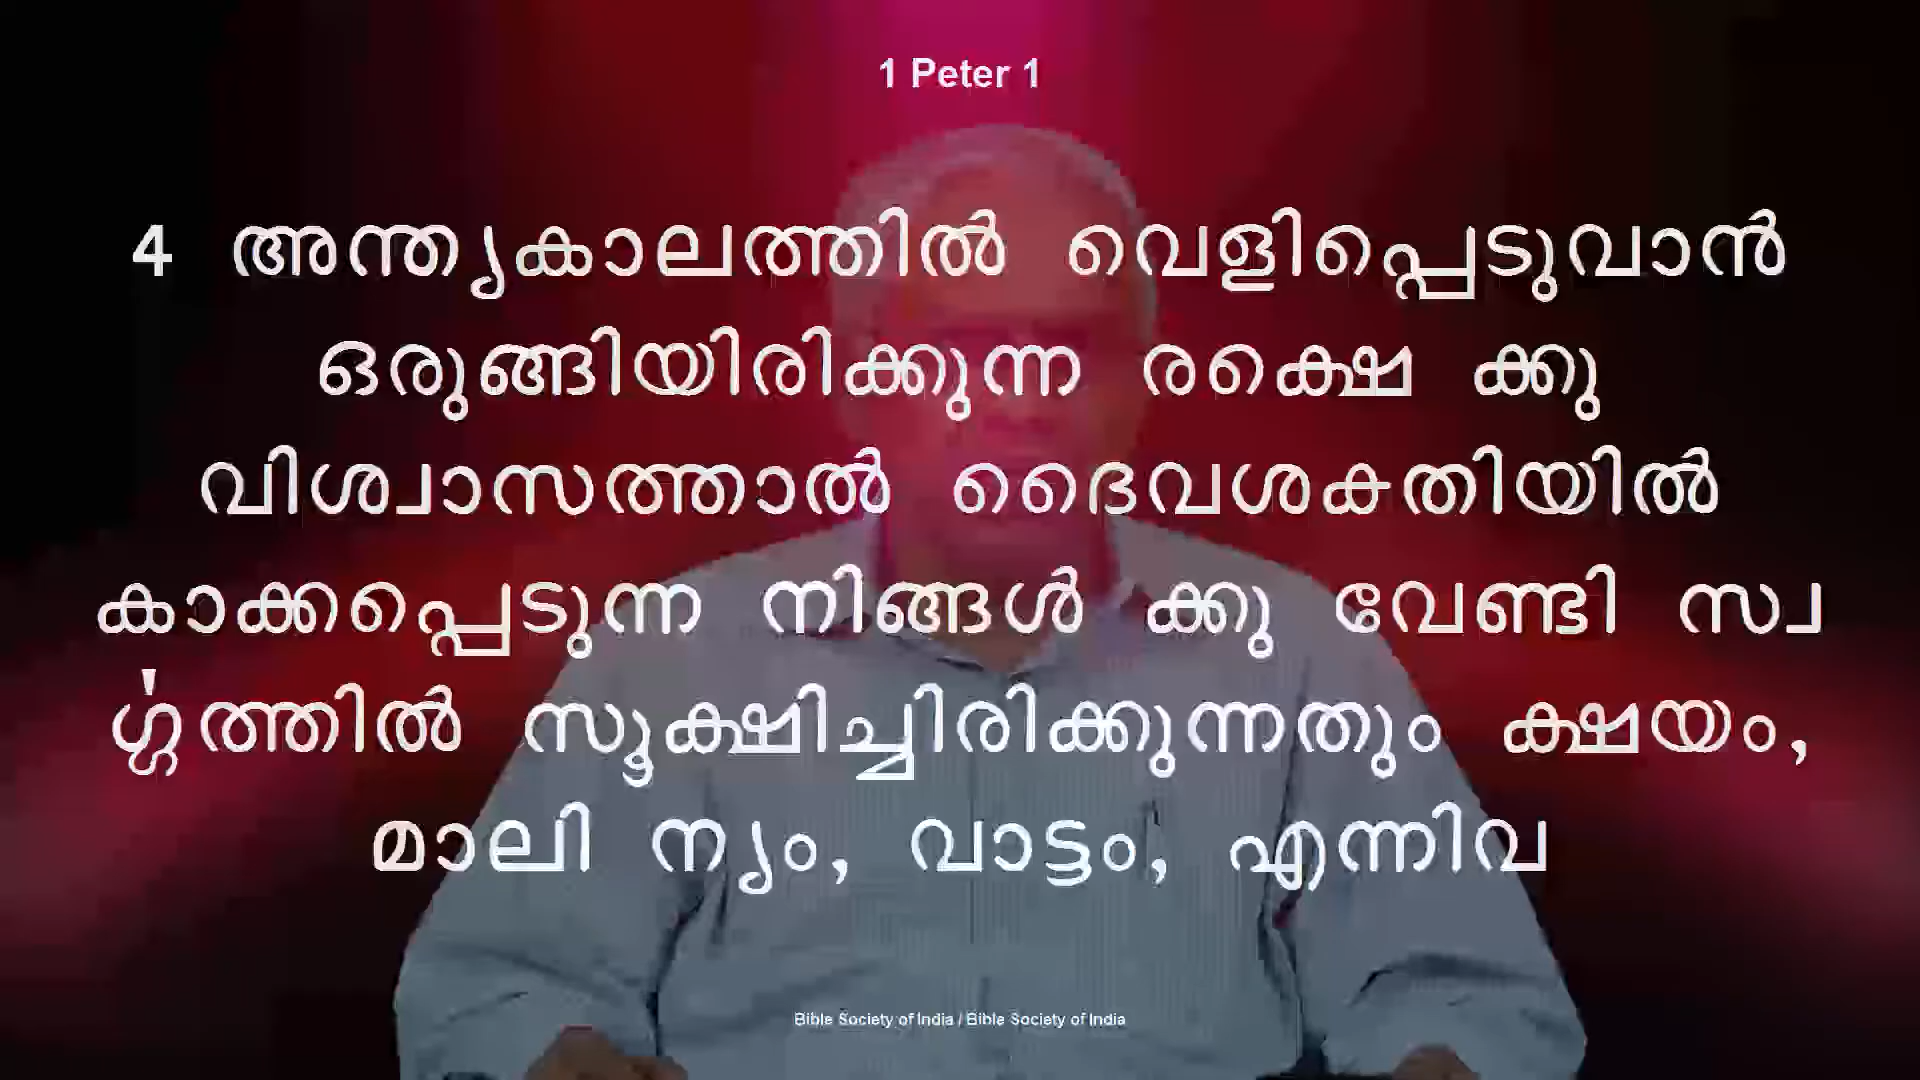 1 Peter 1
4 അന്ത്യകാലത്തിൽ വെളിപ്പെടുവാൻ
ഒരുങ്ങിയിരിക്കുന്ന രക്ഷെ ക്കു
വിശ്വാസത്താൽ ദൈവശക്തിയിൽ
കാക്കപ്പെടുന്ന നിങ്ങൾ ക്കു വേണ്ടി സ്വ
ർഗ്ഗത്തിൽ സൂക്ഷിച്ചിരിക്കുന്നതും ക്ഷയം,
മാലി ന്യം, വാട്ടം, എന്നിവ
Bible Society of India / Bible Society of India